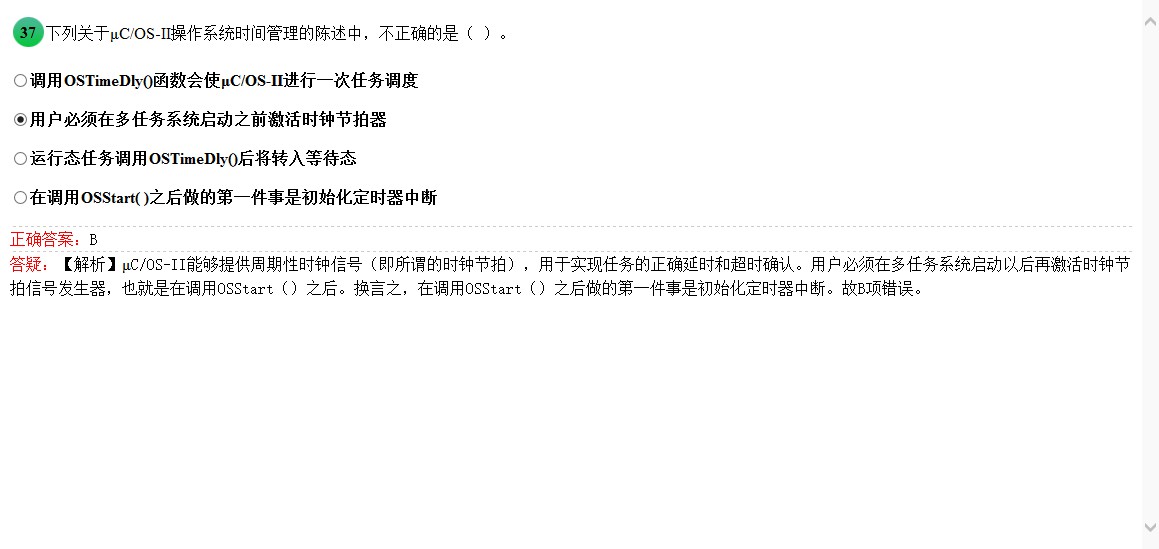 37 下列关于μC/OS-II操作系统时间管理的陈述中，不正确的是（ ）。
调用OSTimeDly()函数会使μC/OS-II进行一次任务调度
用户必须在多任务系统启动之前激活时钟节拍器
运行态任务调用OSTimeDly()后将转入等待态
在调用OSStart( )之后做的第一件事是初始化定时器中断
正确答案：B
答疑：【解析】μC/OS-II能够提供周期性时钟信号（即所谓的时钟节拍），用于实现任务的正确延时和超时确认。用户必须在多任务系统启动以后再激活时钟节
拍信号发生器，也就是在调用OSStart（）之后。换言之，在调用OSStart（）之后做的第一件事是初始化定时器中断。故B项错误。